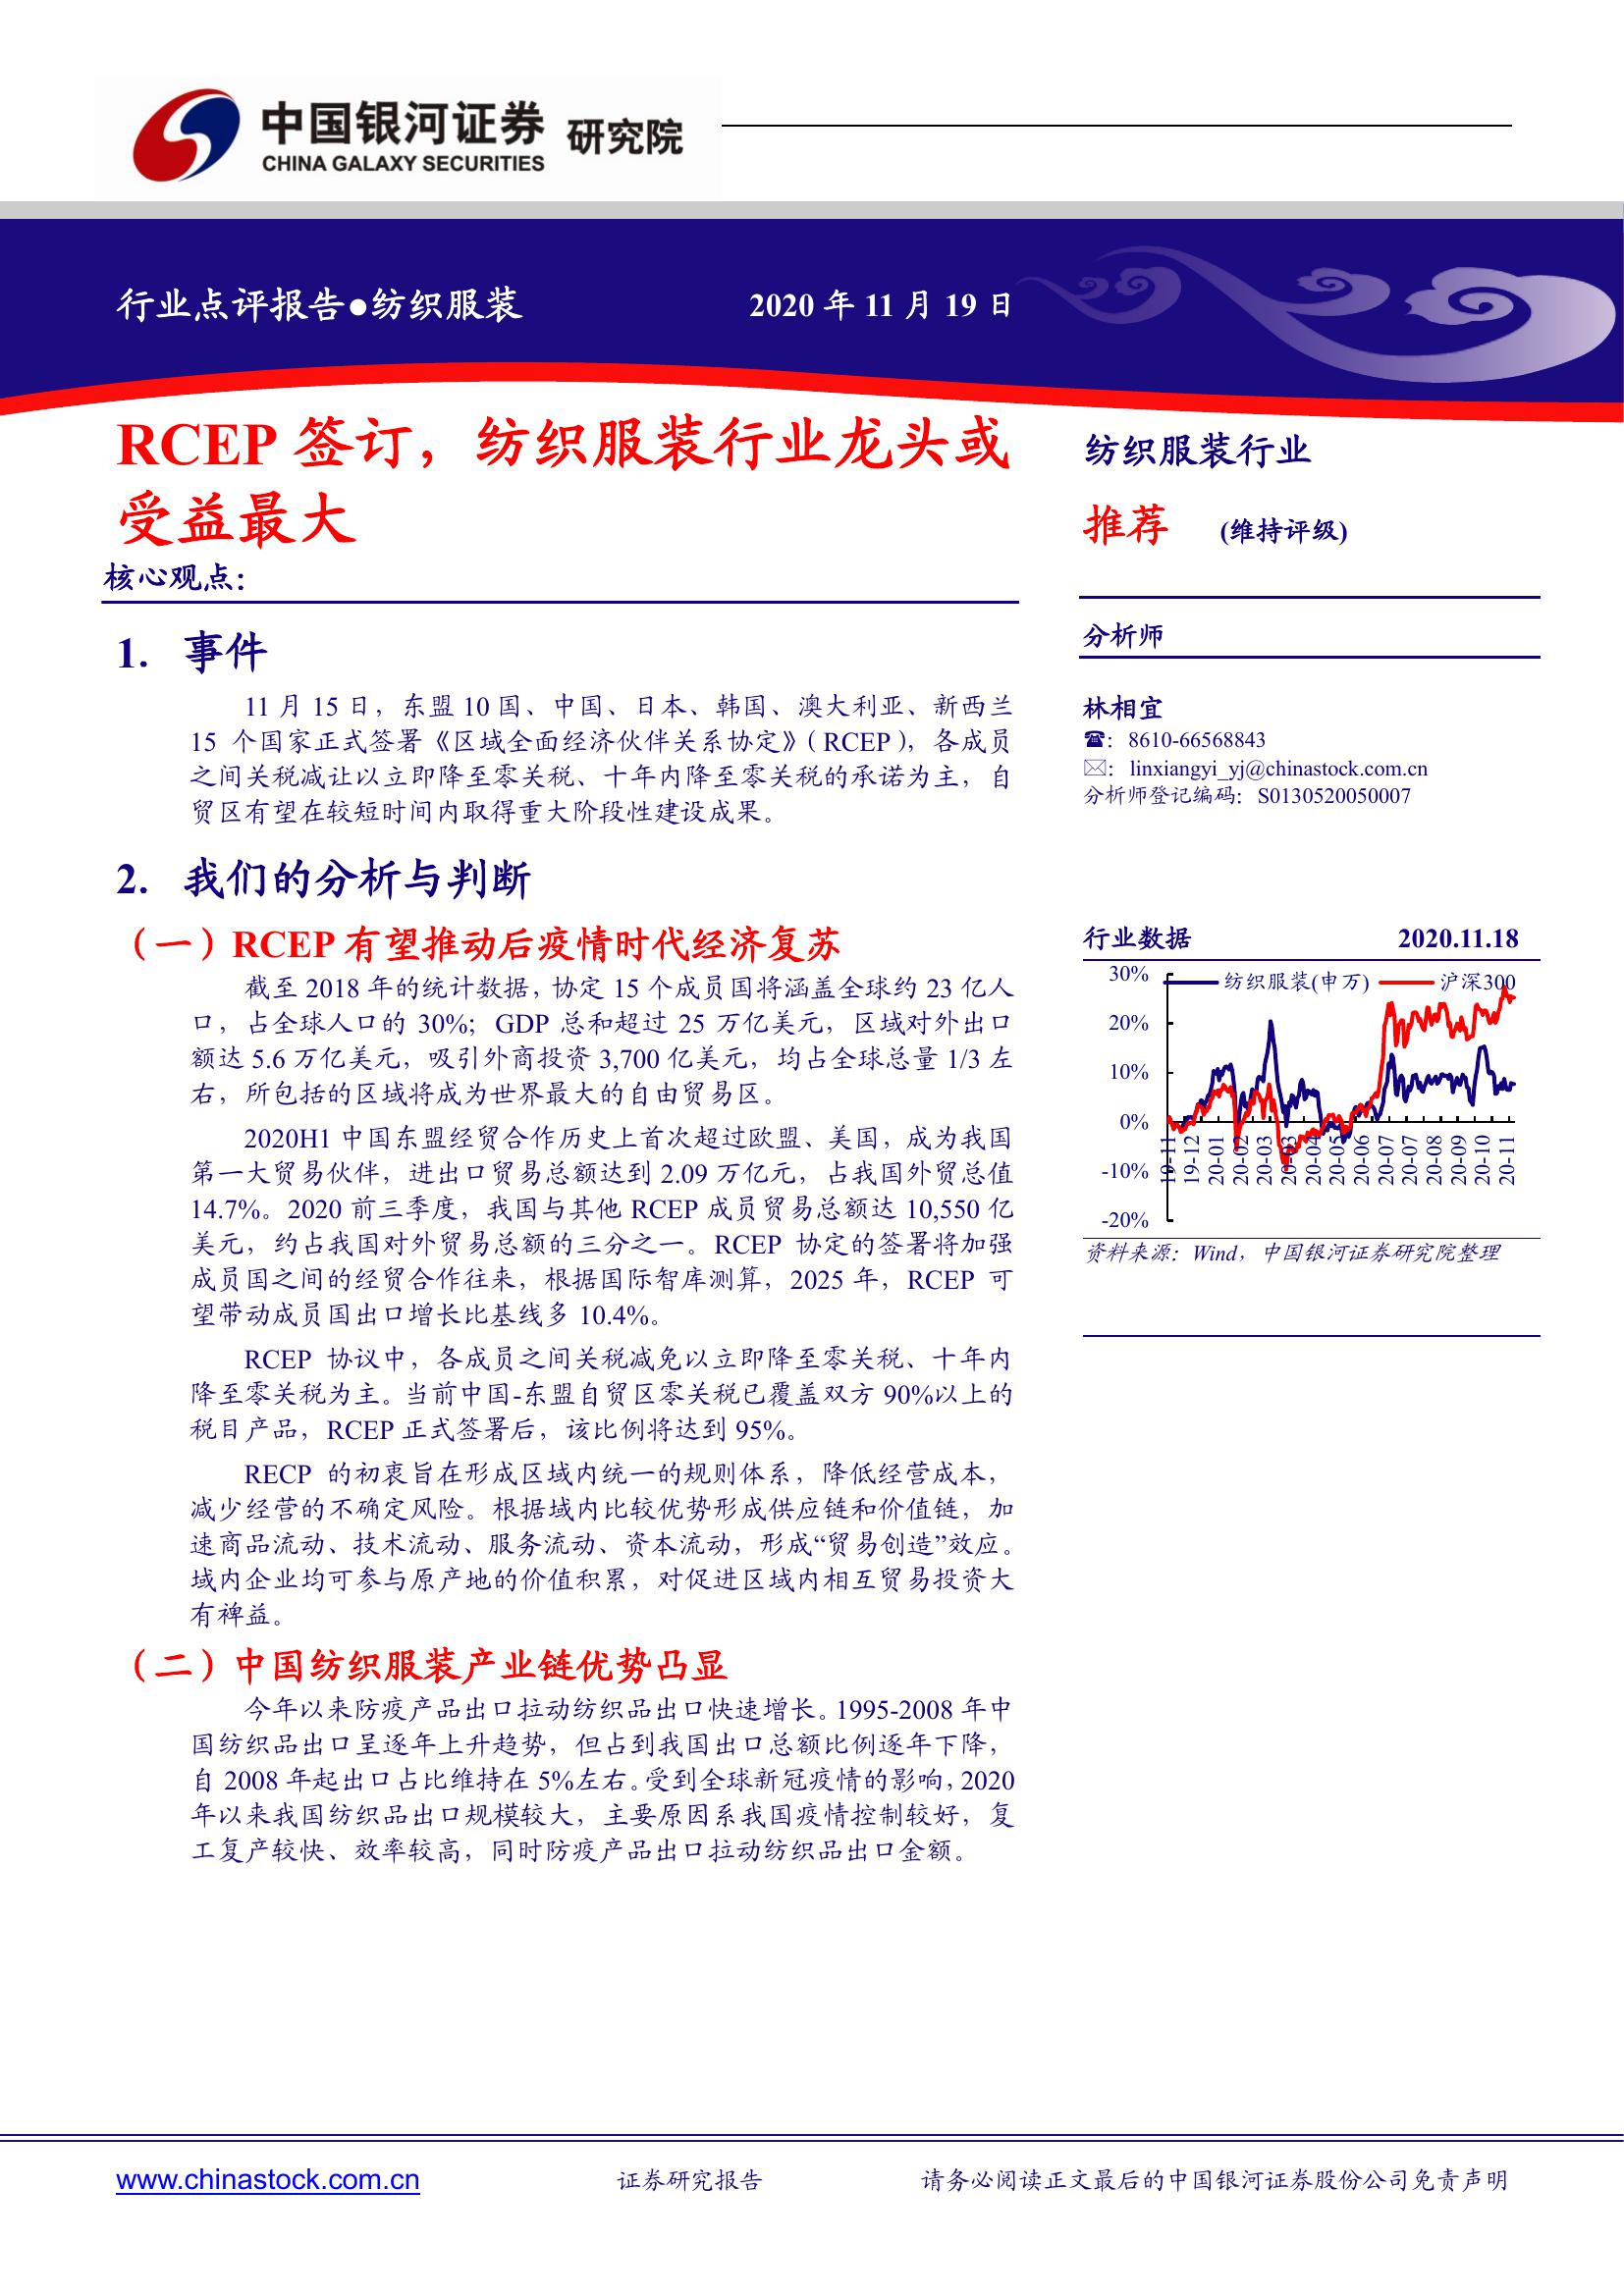 中国银河证券 研究院
CHINA GALAXY SECURITIES
行业点评报告●纺织服装
2020 年 11 月 19 日
RCEP 签订，纺织服装行业龙头或
受益最大
核心观点：
1. 事件
11 月 15 日，东盟 10 国、中国、日本、韩国、澳大利亚、新西兰
15 个国家正式签署《区域全面经济伙伴关系协定》（RCEP），各成员
之间关税减让以立即降至零关税、十年内降至零关税的承诺为主，自
贸区有望在较短时间内取得重大阶段性建设成果。
2. 我们的分析与判断
（一）RCEP 有望推动后疫情时代经济复苏
截至 2018 年的统计数据，协定 15 个成员国将涵盖全球约 23 亿人
口，占全球人口的 30%；GDP 总和超过 25 万亿美元，区域对外出口
额达 5.6 万亿美元，吸引外商投资 3,700 亿美元，均占全球总量 1/3 左
右，所包括的区域将成为世界最大的自由贸易区。
2020H1 中国东盟经贸合作历史上首次超过欧盟、美国，成为我国
第一大贸易伙伴，进出口贸易总额达到 2.09 万亿元，占我国外贸总值
14.7%。2020 前三季度，我国与其他 RCEP 成员贸易总额达 10,550 亿
美元，约占我国对外贸易总额的三分之一。RCEP 协定的签署将加强
成员国之间的经贸合作往来，根据国际智库测算，2025 年，RCEP 可
望带动成员国出口增长比基线多 10.4%。
RCEP 协议中，各成员之间关税减免以立即降至零关税、十年内
降至零关税为主。当前中国-东盟自贸区零关税已覆盖双方 90%以上的
税目产品，RCEP 正式签署后，该比例将达到 95%。
RECP 的初衷旨在形成区域内统一的规则体系，降低经营成本，
减少经营的不确定风险。根据域内比较优势形成供应链和价值链，加
速商品流动、技术流动、服务流动、资本流动，形成“贸易创造”效应。
域内企业均可参与原产地的价值积累，对促进区域内相互贸易投资大
有裨益。
（二）中国纺织服装产业链优势凸显
今年以来防疫产品出口拉动纺织品出口快速增长。1995-2008 年中
国纺织品出口呈逐年上升趋势，但占到我国出口总额比例逐年下降，
自 2008 年起出口占比维持在 5%左右。受到全球新冠疫情的影响，2020
年以来我国纺织品出口规模较大，主要原因系我国疫情控制较好，复
工复产较快、效率较高，同时防疫产品出口拉动纺织品出口金额。
纺织服装行业
推荐 (维持评级)
分析师
林相宜
☎：8610-66568843
✉：linxiangyi_yj@chinastock.com.cn
分析师登记编码：S0130520050007
行业数据 2020.11.18
纺织服装(申万) 沪深300
30%
20%
10%
0%
-10%
-20%
19-11 19-12 20-01 20-02 20-03 20-03 20-04 20-05 20-06 20-07 20-07 20-08 20-09 20-10 20-11
资料来源：Wind，中国银河证券研究院整理
www.chinastock.com.cn
证券研究报告
请务必阅读正文最后的中国银河证券股份公司免责声明